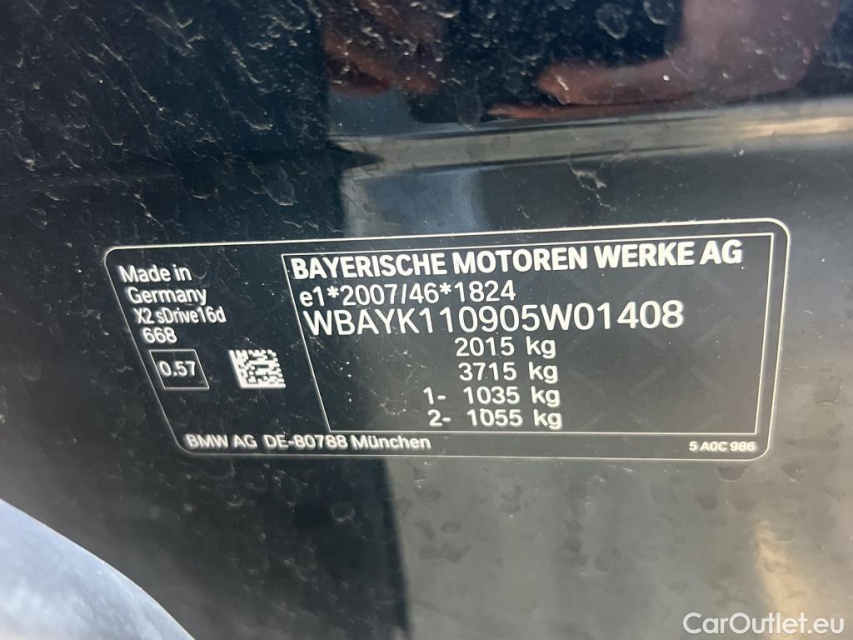 Made in
Germany
X2 sDrive16d
668
0.57
BAYERISCHE MOTOREN WERKE AG
e1*2007/46*1824
WBAYK110905W01408
2015 kg
3715 kg
1- 1035 kg
2- 1055 kg
BMW AG DE-80788 München
5 A0C 986
CarOutlet.eu